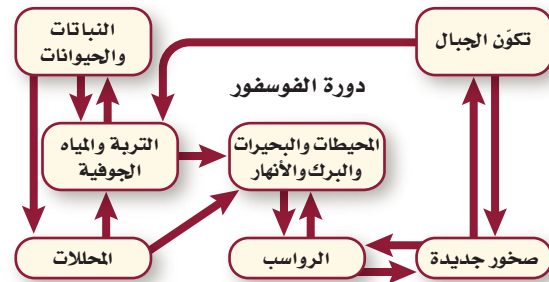 تكوّن الجبال
النباتات
والحيوانات
دورة الفوسفور
المحيطات والبحيرات
والبرك والأنهار
التربة والمياه
الجوفية
صخور جديدة
الرواسب
المحللات